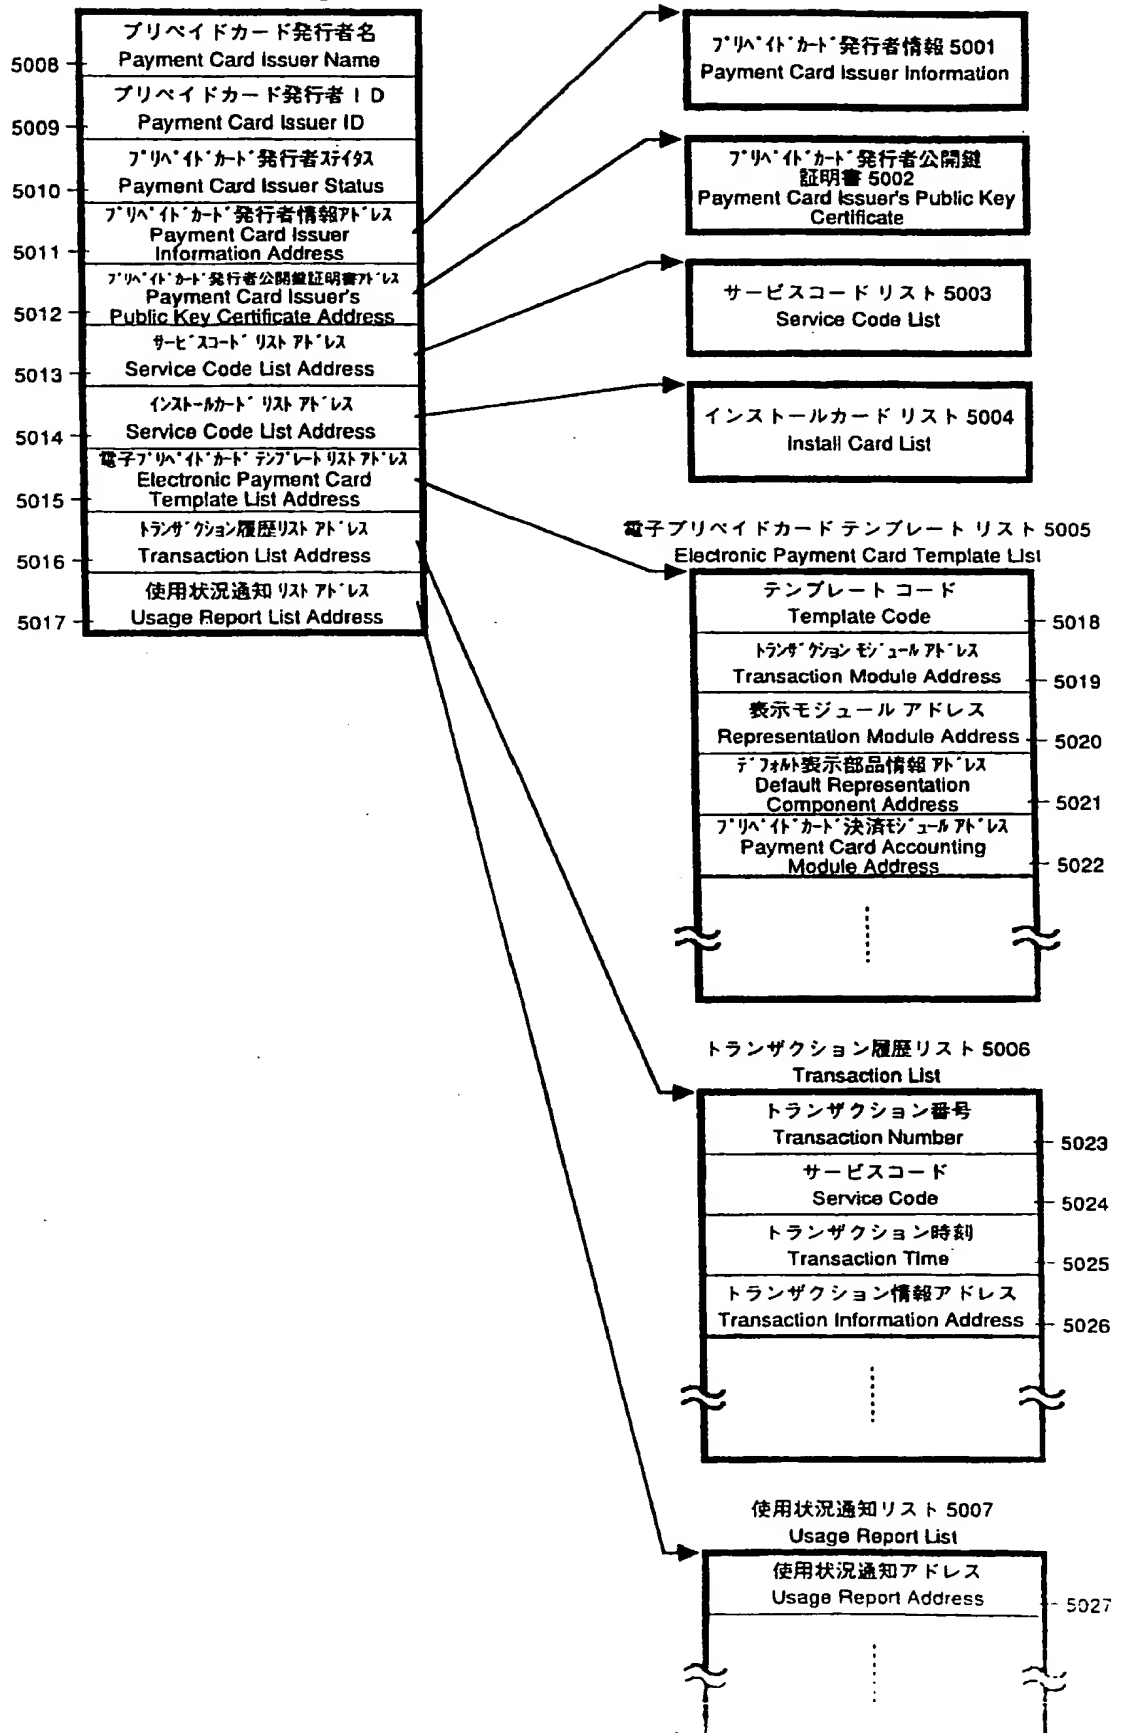 プリペイドカード発行者名
5008
Payment Card Issuer Name
プリペイドカード発行者ID
5009
Payment Card Issuer ID
プリペイドカード発行者ステイタス
5010
Payment Card Issuer Status
プリペイドカード発行者情報アドレス
Payment Card Issuer
5011
Information Address
プリペイドカード発行者公開鍵証明書アドレス
Payment Card Issuer's
5012
Public Key Certificate Address
サービスコード リスト アドレス
5013
Service Code List Address
インストールカード リスト アドレス
5014
Service Code List Address
電子プリペイドカード テンプレート リスト アドレス
Electronic Payment Card
5015
Template List Address
トランザクション履歴リスト アドレス
5016
Transaction List Address
使用状況通知 リスト アドレス
5017
Usage Report List Address
プリペイドカード発行者情報 5001
Payment Card Issuer Information
プリペイドカード発行者公開鍵
証明書 5002
Payment Card Issuer's Public Key
Certificate
サービスコード リスト 5003
Service Code List
インストールカード リスト 5004
Install Card List
電子プリペイドカード テンプレート リスト 5005
Electronic Payment Card Template List
テンプレート コード
Template Code
5018
トランザクション モジュール アドレス
Transaction Module Address
5019
表示モジュール アドレス
Representation Module Address
5020
デフォルト表示部品情報 アドレス
Default Representation
Component Address
5021
プリペイドカード決済モジュール アドレス
Payment Card Accounting
Module Address
5022
トランザクション履歴リスト 5006
Transaction List
トランザクション番号
Transaction Number
5023
サービスコード
Service Code
5024
トランザクション時刻
Transaction Time
5025
トランザクション情報アドレス
Transaction Information Address
5026
使用状況通知リスト 5007
Usage Report List
使用状況通知アドレス
Usage Report Address
5027